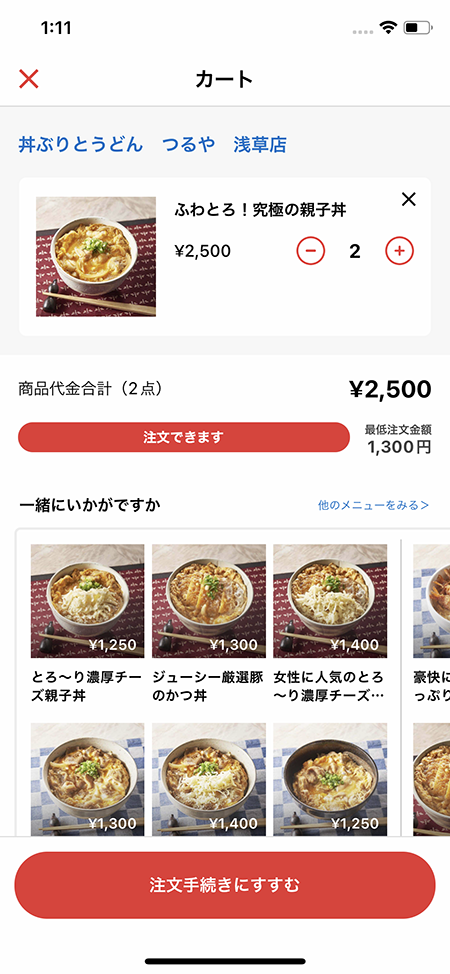 1:11
カート
丼ぶりとうどん　つるや　浅草店
ふわとろ！究極の親子丼
¥2,500
2
商品代金合計（2点）
¥2,500
注文できます
最低注文金額
1,300円
一緒にいかがですか
他のメニューをみる＞
¥1,250
¥1,300
¥1,400
とろ〜り濃厚チー
ズ親子丼
ジューシー厳選豚
のかつ丼
女性に人気のとろ
〜り濃厚チーズ…
豪快に
っぷり
¥1,300
¥1,400
¥1,250
注文手続きにすすむ